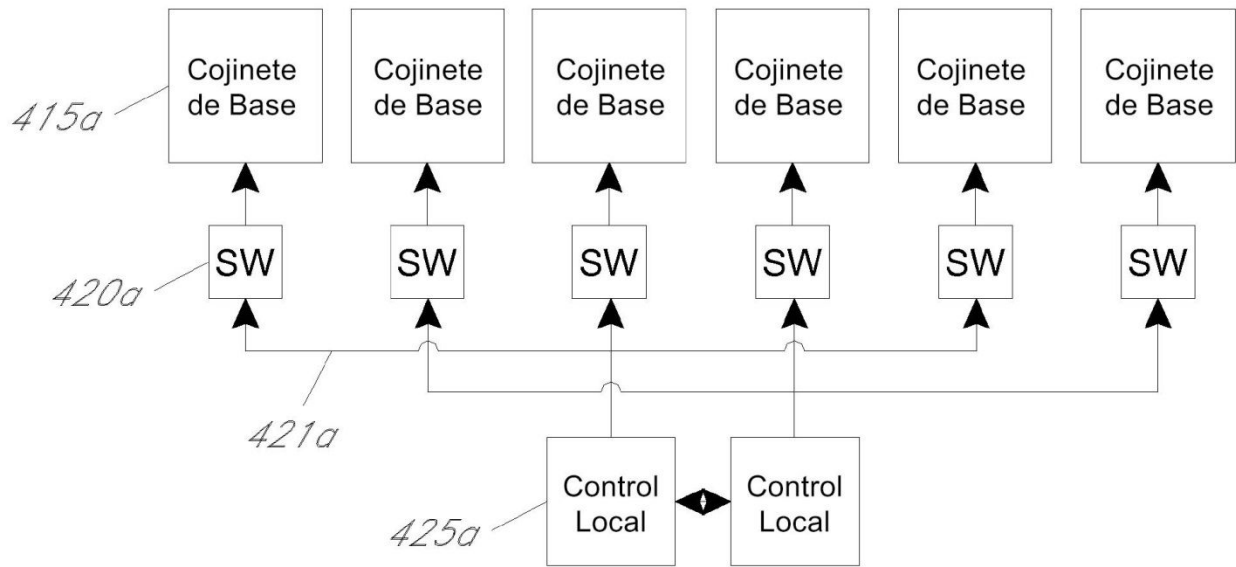 Cojinete
de Base
Cojinete
de Base
Cojinete
de Base
Cojinete
de Base
Cojinete
de Base
Cojinete
de Base
415a
SW
SW
SW
SW
SW
SW
420a
421a
Control
Local
Control
Local
425a